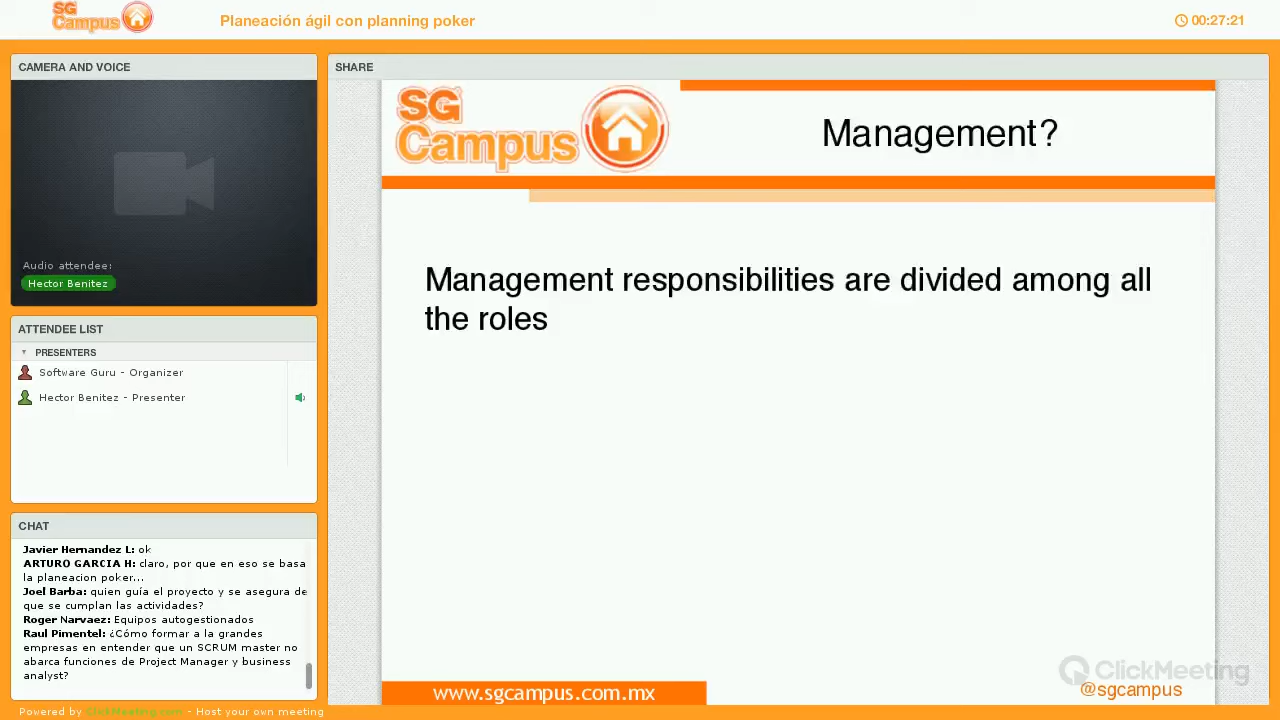 SG
Campus
Planeación ágil con planning poker
00:27:21
CAMERA AND VOICE
Audio attendee:
Hector Benitez
ATTENDEE LIST
PRESENTERS
Software Guru - Organizer
Hector Benitez - Presenter
CHAT
Javier Hernandez L: ok
ARTURO GARCIA H: claro, por que en eso se basa
la planeacion poker...
Joel Barba: quien guía el proyecto y se asegura de
que se cumplan las actividades?
Roger Narvaez: Equipos autogestionados
Raul Pimentel: ¿Cómo formar a la grandes
empresas en entender que un SCRUM master no
abarca funciones de Project Manager y business
analyst?
Powered by ClickMeeting.com - Host your own meeting
SHARE
SG
Campus
Management?
Management responsibilities are divided among all
the roles
ClickMeeting
www.sgcampus.com.mx
@sgcampus